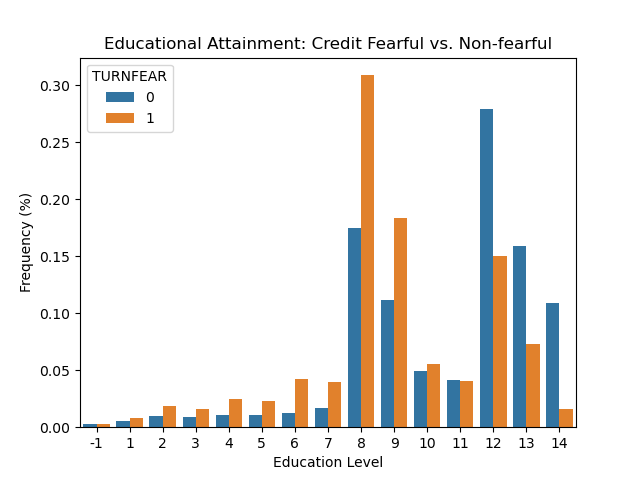 Educational Attainment: Credit Fearful vs. Non-fearful
TURNFEAR
0
1
Frequency (%)
0.30
0.25
0.20
0.15
0.10
0.05
0.00
-1 1 2 3 4 5 6 7 8 9 10 11 12 13 14
Education Level